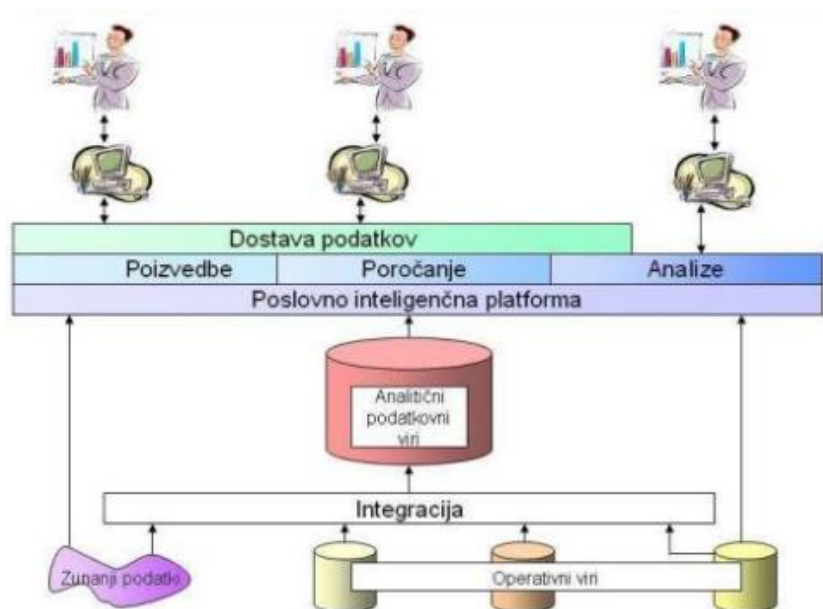 Dostava podatkov
Poizvedbe
Poročanje
Analize
Poslovno inteligenčna platforma
Analitični
podatkovni
viri
Integracija
Zunanji podatki
Operativni viri